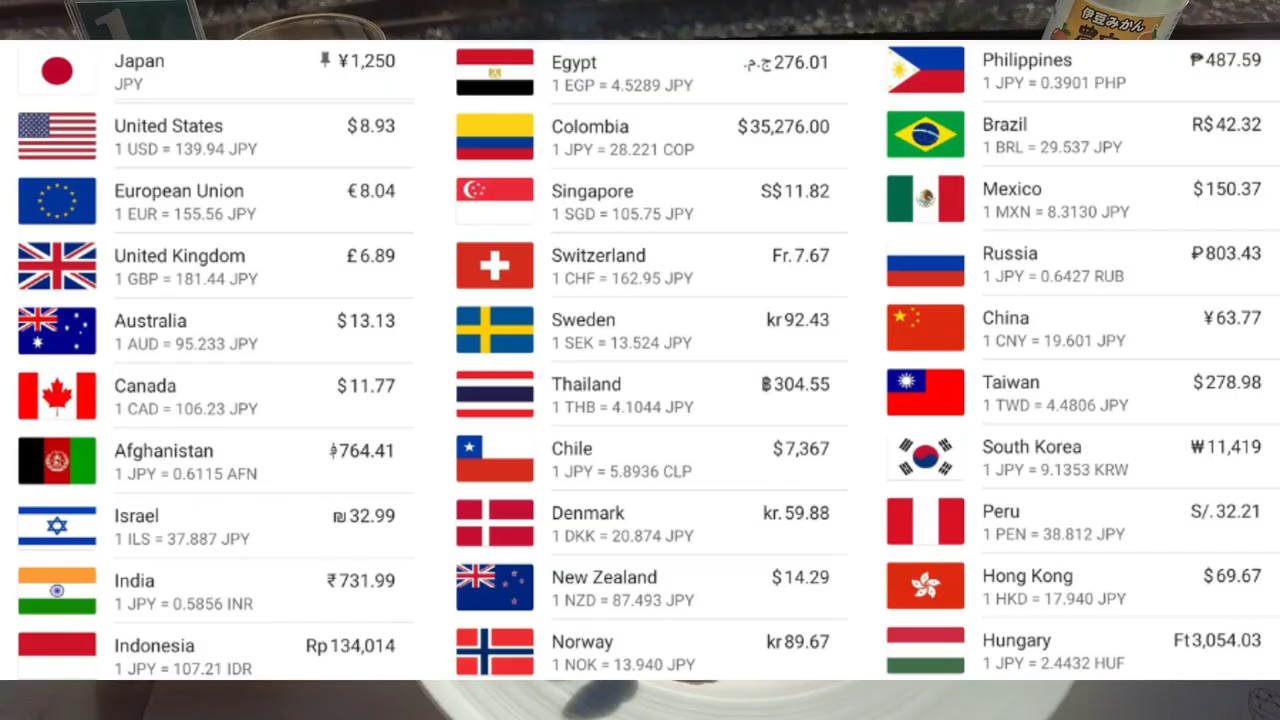 1
伊豆みかん
Japan
¥1,250
JPY
United States
$8.93
1 USD = 139.94 JPY
European Union
€8.04
1 EUR = 155.56 JPY
United Kingdom
£6.89
1 GBP = 181.44 JPY
Australia
$13.13
1 AUD = 95.233 JPY
Canada
$11.77
1 CAD = 106.23 JPY
Afghanistan
؋764.41
1 JPY = 0.6115 AFN
Israel
₪32.99
1 ILS = 37.887 JPY
India
₹731.99
1 JPY = 0.5856 INR
Indonesia
Rp134,014
1 JPY = 107.21 IDR
Egypt
ج.م.276.01
1 EGP = 4.5289 JPY
Colombia
$35,276.00
1 JPY = 28.221 COP
Singapore
S$11.82
1 SGD = 105.75 JPY
Switzerland
Fr.7.67
1 CHF = 162.95 JPY
Sweden
kr92.43
1 SEK = 13.524 JPY
Thailand
฿304.55
1 THB = 4.1044 JPY
Chile
$7,367
1 JPY = 5.8936 CLP
Denmark
kr.59.88
1 DKK = 20.874 JPY
New Zealand
$14.29
1 NZD = 87.493 JPY
Norway
kr89.67
1 NOK = 13.940 JPY
Philippines
₱487.59
1 JPY = 0.3901 PHP
Brazil
R$42.32
1 BRL = 29.537 JPY
Mexico
$150.37
1 MXN = 8.3130 JPY
Russia
₽803.43
1 JPY = 0.6427 RUB
China
¥63.77
1 CNY = 19.601 JPY
Taiwan
$278.98
1 TWD = 4.4806 JPY
South Korea
₩11,419
1 JPY = 9.1353 KRW
Peru
S/.32.21
1 PEN = 38.812 JPY
Hong Kong
$69.67
1 HKD = 17.940 JPY
Hungary
Ft3,054.03
1 JPY = 2.4432 HUF